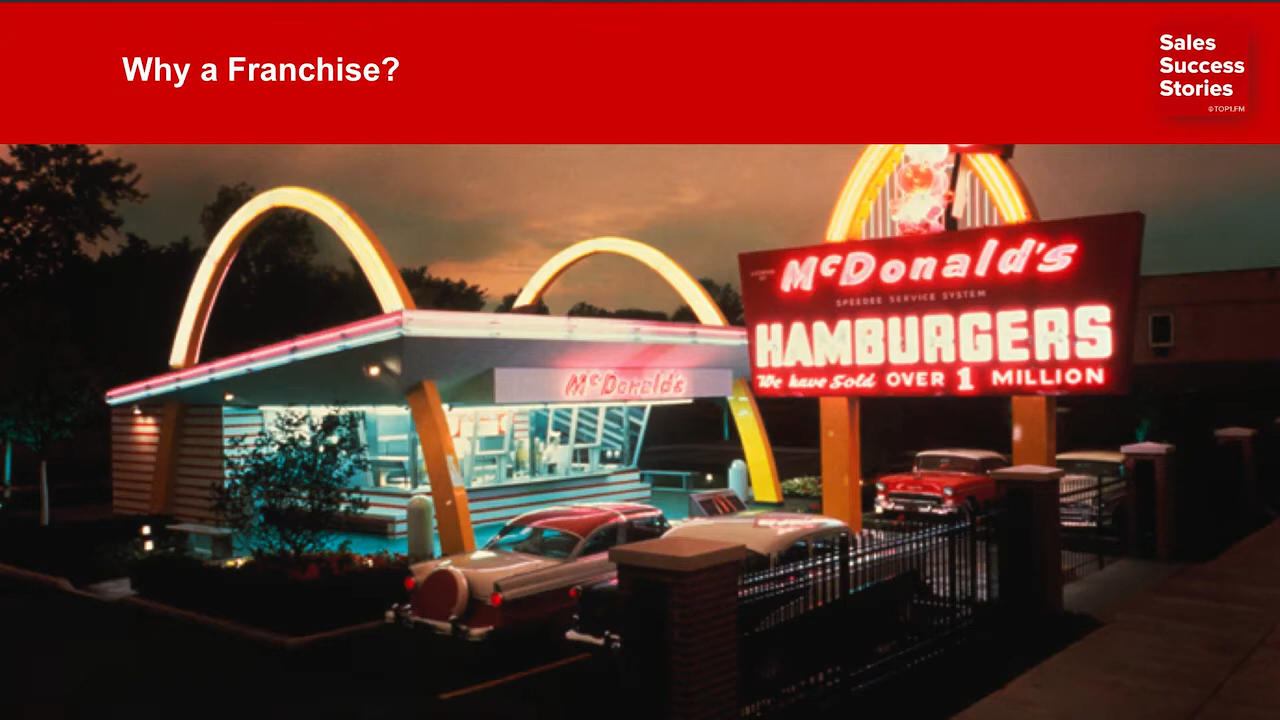 Why a Franchise?
Sales
Success
Stories
©TOP1.FM
McDonald's
SPEEDEE SERVICE SYSTEM
HAMBURGERS
We have Sold OVER 1 MILLION
McDonald's